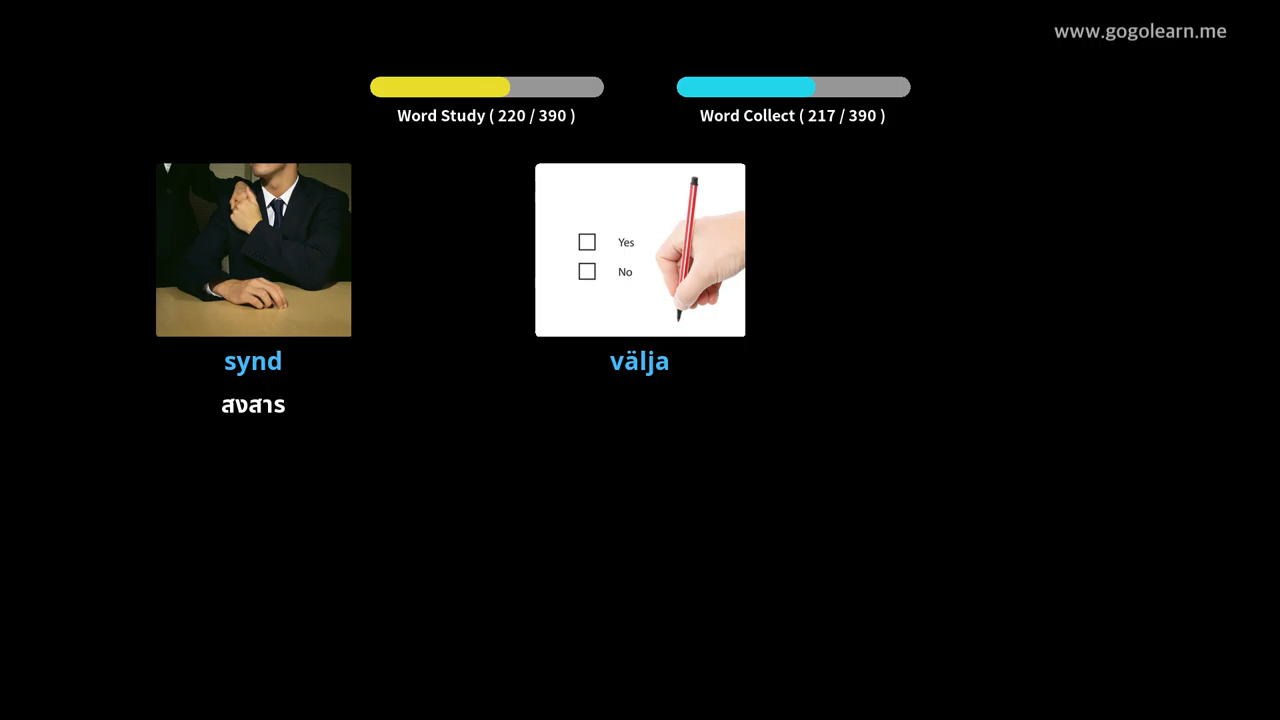 www.gogolearn.me
Word Study ( 220 / 390 )
Word Collect ( 217 / 390 )
Yes
No
synd
välja
สงสาร